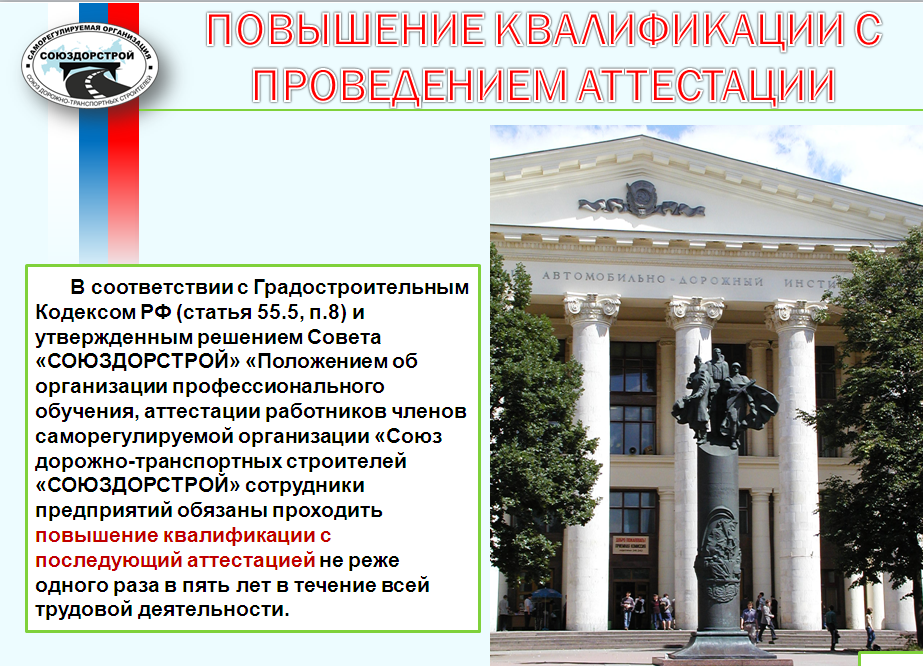 ПОВЫШЕНИЕ КВАЛИФИКАЦИИ С
ПРОВЕДЕНИЕМ АТТЕСТАЦИИ
САМОРЕГУЛИРУЕМАЯ ОРГАНИЗАЦИЯ
СОЮЗДОРСТРОЙ
СОЮЗ ДОРОЖНО-ТРАНСПОРТНЫХ СТРОИТЕЛЕЙ
В соответствии с Градостроительным
Кодексом РФ (статья 55.5, п.8) и
утвержденным решением Совета
«СОЮЗДОРСТРОЙ» «Положением об
организации профессионального
обучения, аттестации работников членов
саморегулируемой организации «Союз
дорожно-транспортных строителей
«СОЮЗДОРСТРОЙ» сотрудники
предприятий обязаны проходить
повышение квалификации с
последующий аттестацией не реже
одного раза в пять лет в течение всей
трудовой деятельности.
АВТОМОБИЛЬНО-ДОРОЖНЫЙ ИНСТИ